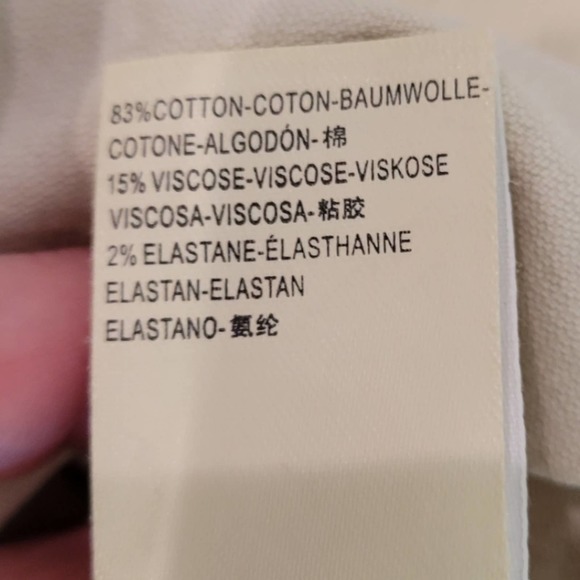 83%COTTON-COTON-BAUMWOLLE-
COTONE-ALGODÓN-棉
15% VISCOSE-VISCOSE-VISKOSE
VISCOSA-VISCOSA-粘胶
2% ELASTANE-ÉLASTHANNE
ELASTAN-ELASTAN
ELASTANO-氨纶